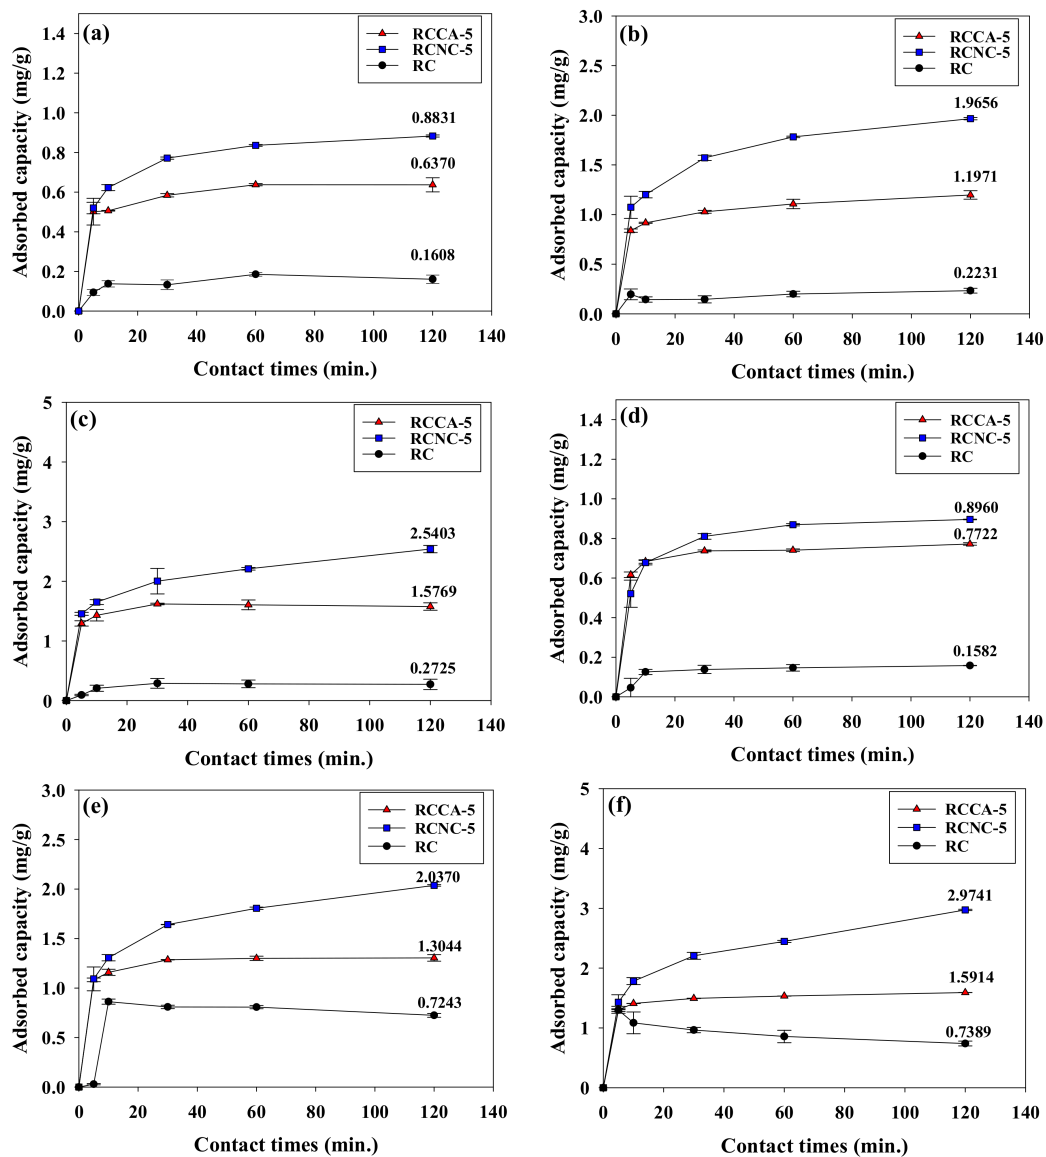 (a)
RCCA-5
RCNC-5
RC
Adsorbed capacity (mg/g)
1.4
1.2
1.0
0.8
0.6
0.4
0.2
0.0
0.8831
0.6370
0.1608
0 20 40 60 80 100 120 140
Contact times (min.)
(b)
RCCA-5
RCNC-5
RC
Adsorbed capacity (mg/g)
3.0
2.5
2.0
1.5
1.0
0.5
0.0
1.9656
1.1971
0.2231
0 20 40 60 80 100 120 140
Contact times (min.)
(c)
RCCA-5
RCNC-5
RC
Adsorbed capacity (mg/g)
5
4
3
2
1
0
2.5403
1.5769
0.2725
0 20 40 60 80 100 120 140
Contact times (min.)
(d)
RCCA-5
RCNC-5
RC
Adsorbed capacity (mg/g)
1.4
1.2
1.0
0.8
0.6
0.4
0.2
0.0
0.8960
0.7722
0.1582
0 20 40 60 80 100 120 140
Contact times (min.)
(e)
RCCA-5
RCNC-5
RC
Adsorbed capacity (mg/g)
3.0
2.5
2.0
1.5
1.0
0.5
0.0
2.0370
1.3044
0.7243
0 20 40 60 80 100 120 140
Contact times (min.)
(f)
RCCA-5
RCNC-5
RC
Adsorbed capacity (mg/g)
5
4
3
2
1
0
2.9741
1.5914
0.7389
0 20 40 60 80 100 120 140
Contact times (min.)